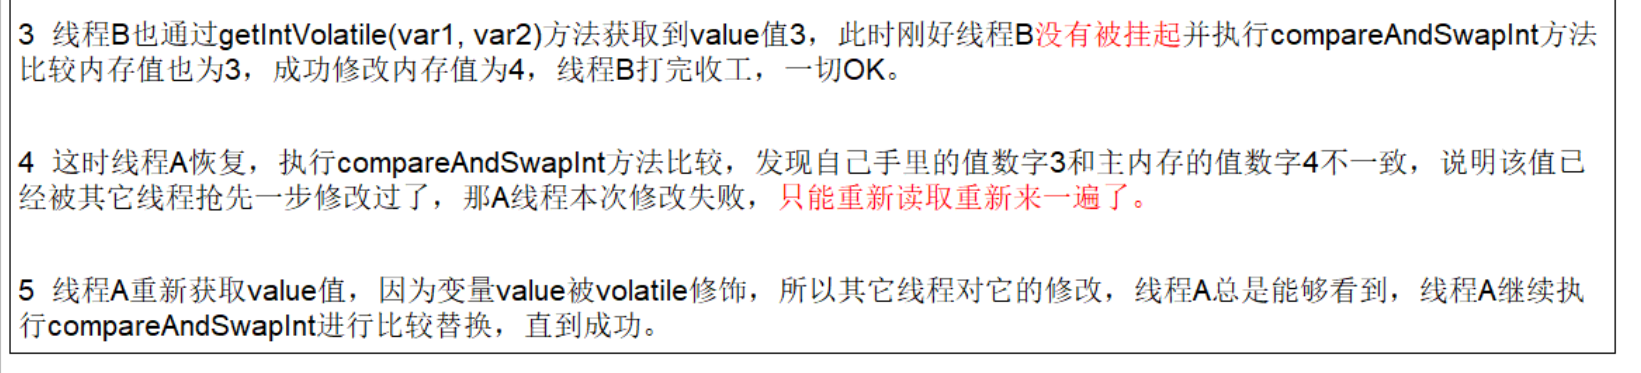 3 线程B也通过getIntVolatile(var1, var2)方法获取到value值3，此时刚好线程B没有被挂起并执行compareAndSwapInt方法
比较内存值也为3，成功修改内存值为4，线程B打完收工，一切OK。
4 这时线程A恢复，执行compareAndSwapInt方法比较，发现自己手里的值数字3和主内存的值数字4不一致，说明该值已
经被其它线程抢先一步修改过了，那A线程本次修改失败，只能重新读取重新来一遍了。
5 线程A重新获取value值，因为变量value被volatile修饰，所以其它线程对它的修改，线程A总是能够看到，线程A继续执
行compareAndSwapInt进行比较替换，直到成功。